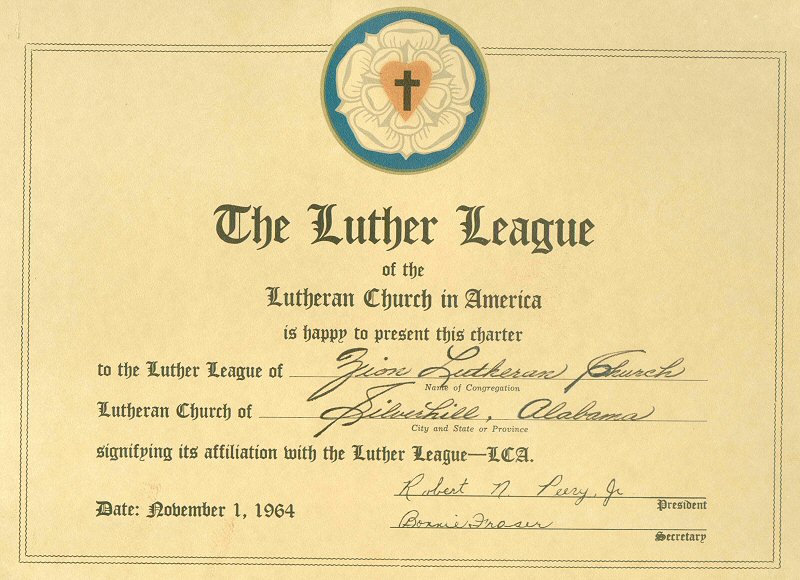 The Luther League
of the
Lutheran Church in America
is happy to present this charter
to the Luther League of Zion Lutheran Church
Name of Congregation
Lutheran Church of Silverhill, Alabama
City and State or Province
signifying its affiliation with the Luther League—LCA.
Robert N. Peery, Jr
President
Date: November 1, 1964
Bonnie Fraser
Secretary